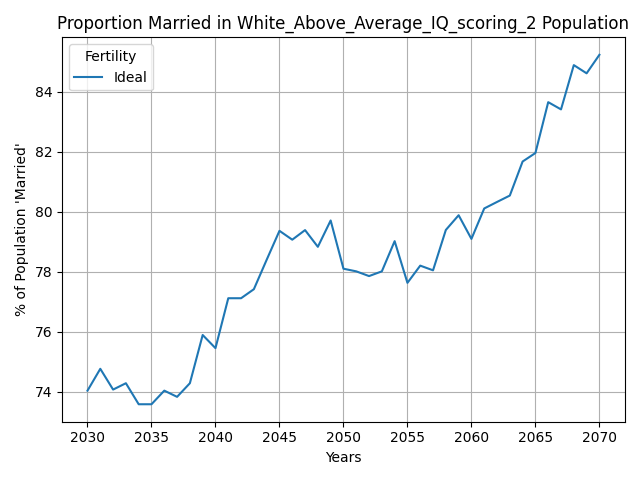 Proportion Married in White_Above_Average_IQ_scoring_2 Population
Fertility
Ideal
% of Population 'Married'
84
82
80
78
76
74
2030 2035 2040 2045 2050 2055 2060 2065 2070
Years